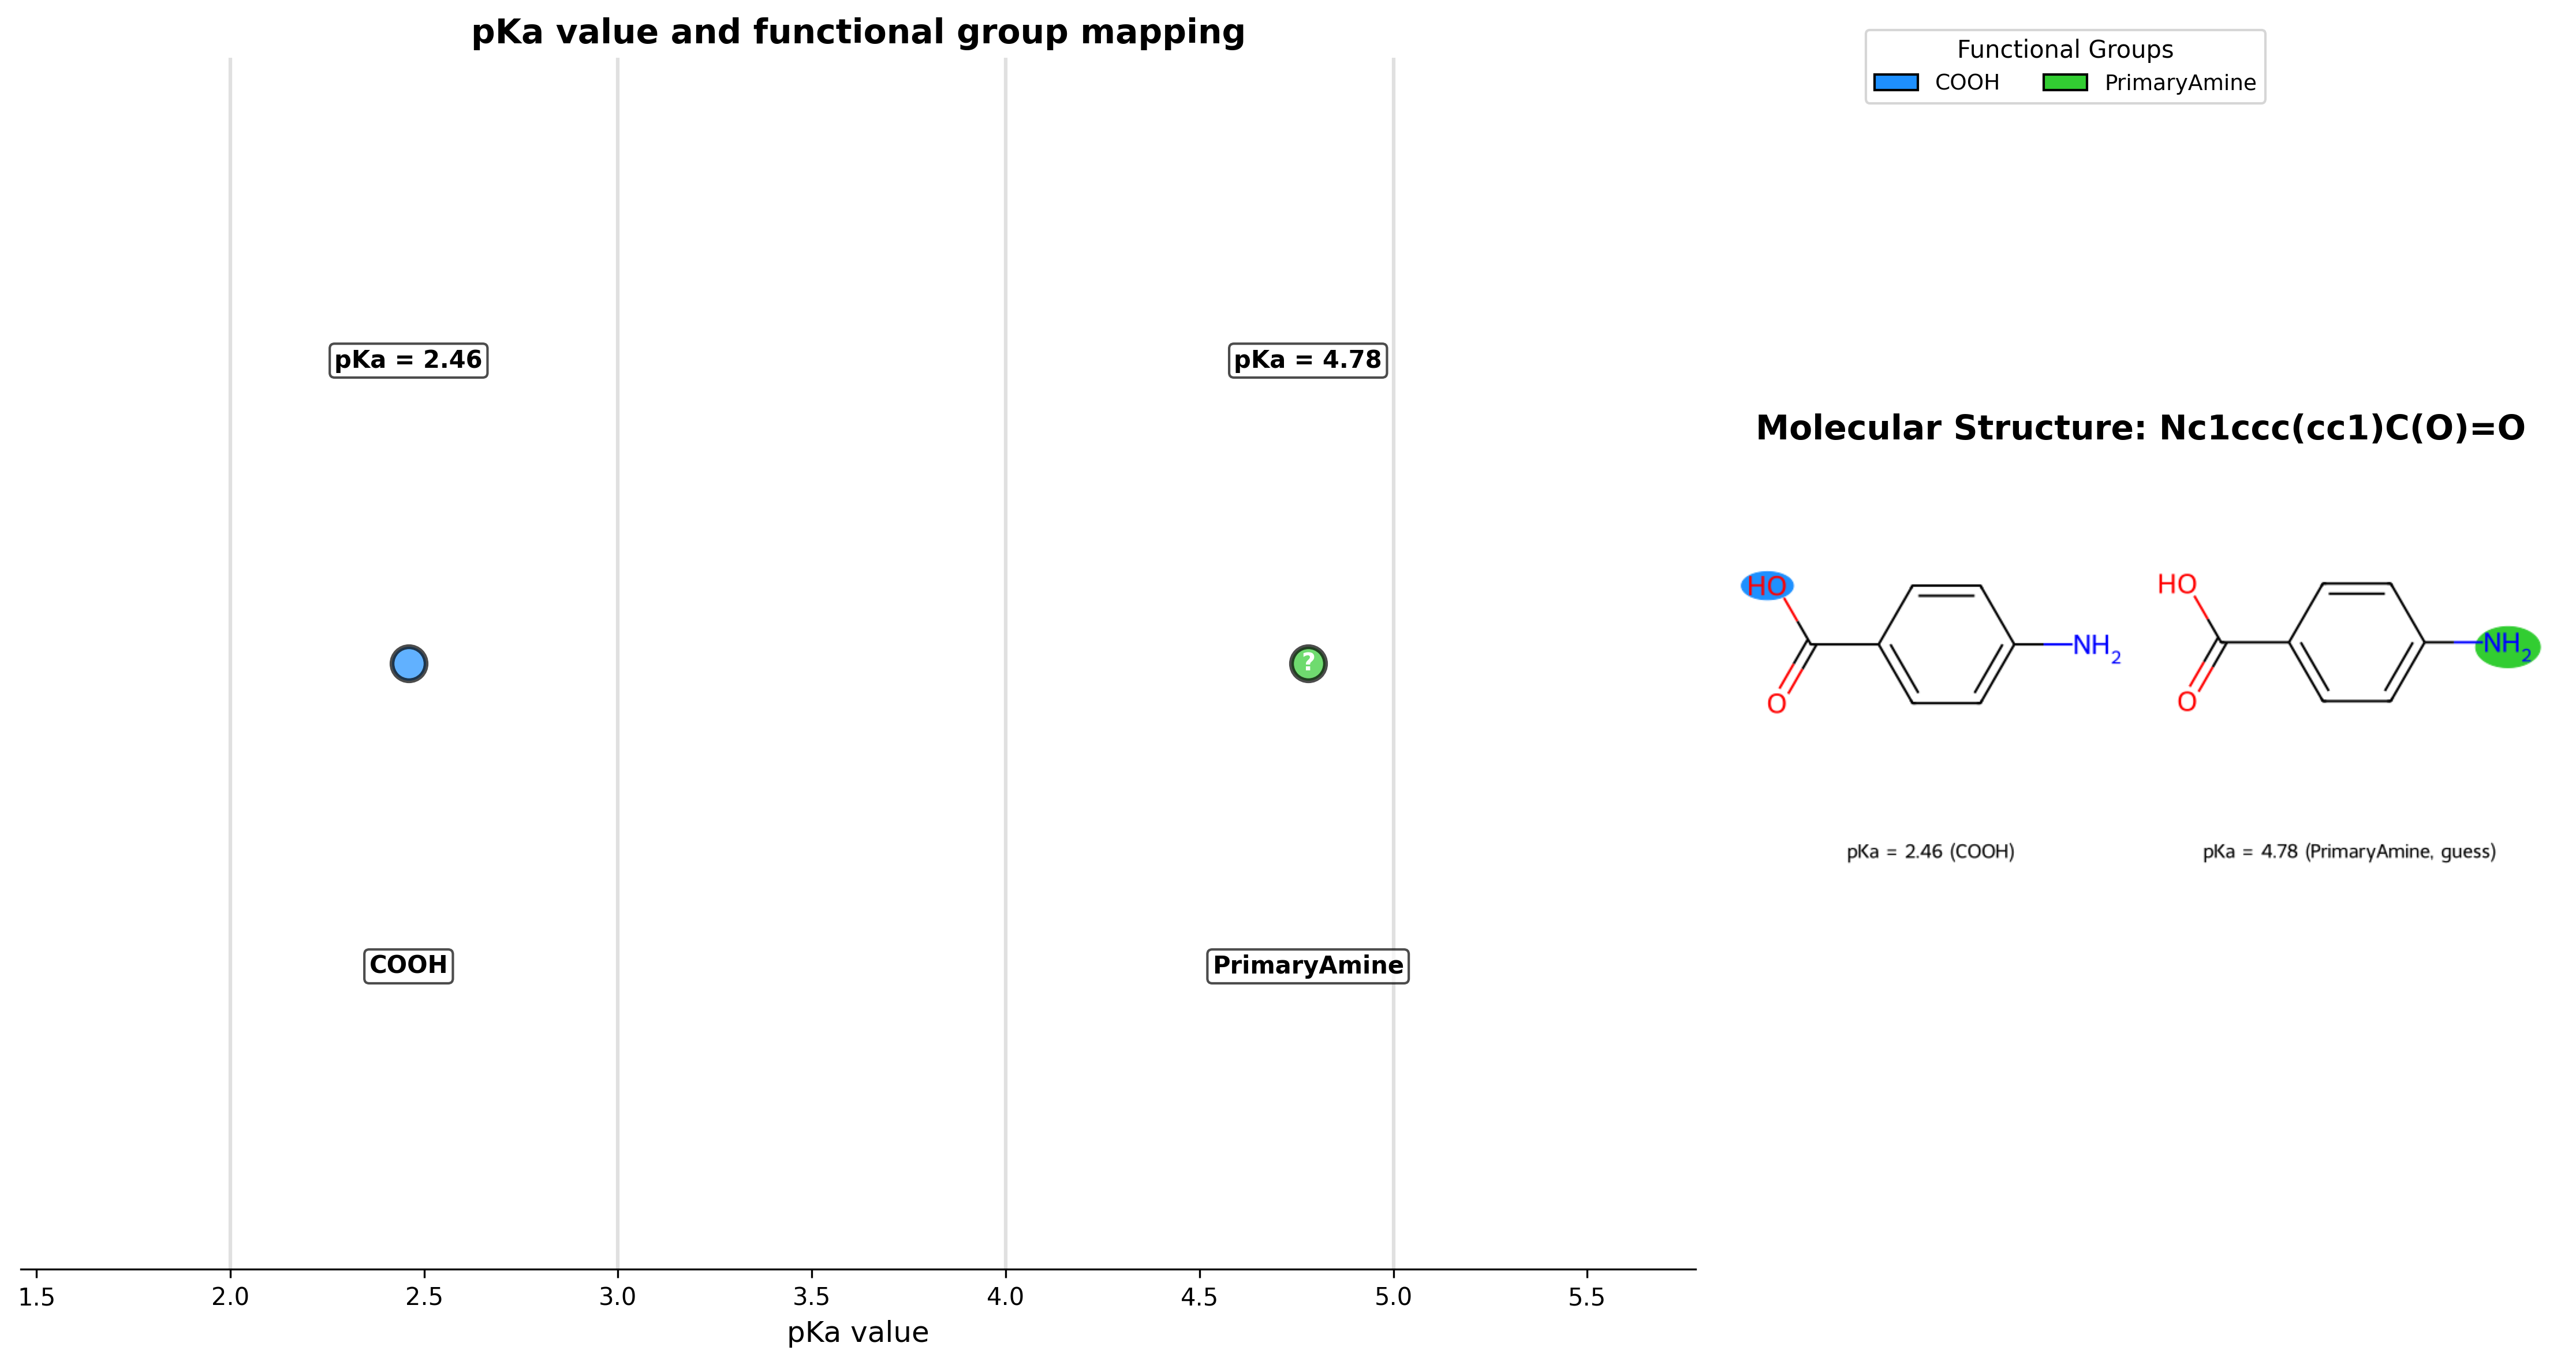 pKa value and functional group mapping
Functional Groups
COOH
PrimaryAmine
pKa = 2.46
pKa = 4.78
?
COOH
PrimaryAmine
1.5
2.0
2.5
3.0
3.5
4.0
4.5
5.0
5.5
pKa value
Molecular Structure: Nc1ccc(cc1)C(O)=O
HO
O
NH2
HO
O
NH2
pKa = 2.46 (COOH)
pKa = 4.78 (PrimaryAmine, guess)